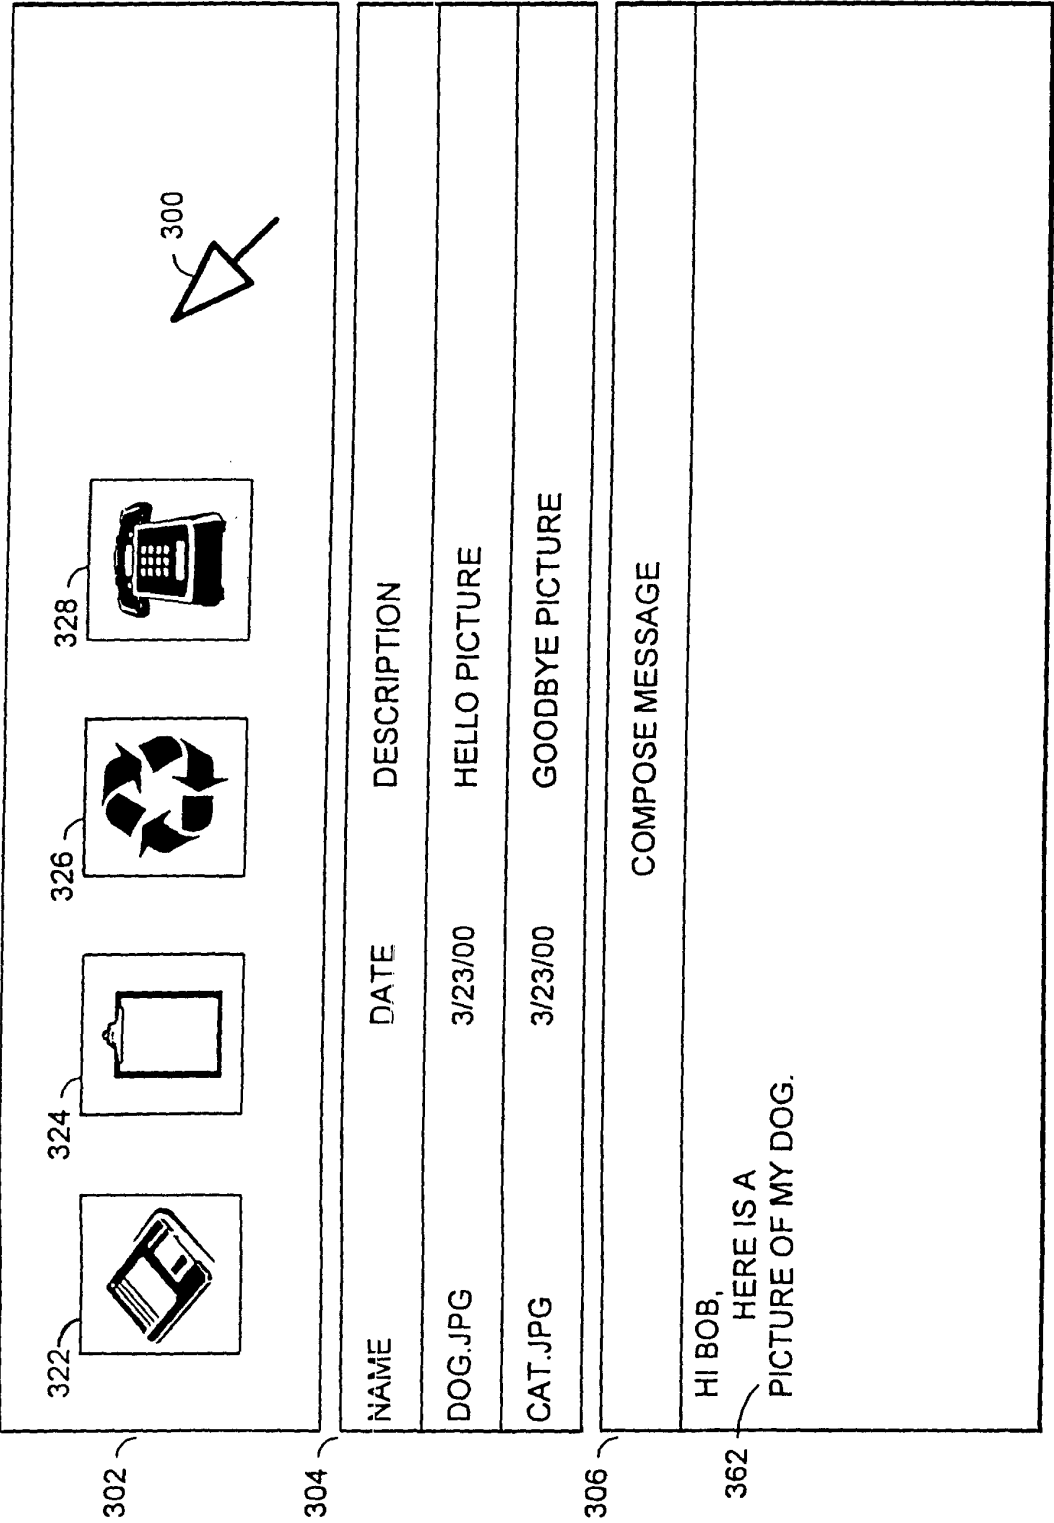 302
322
324
326
328
300
304
NAME DATE DESCRIPTION
DOG.JPG 3/23/00 HELLO PICTURE
CAT.JPG 3/23/00 GOODBYE PICTURE
306
COMPOSE MESSAGE
HI BOB,
HERE IS A
PICTURE OF MY DOG.
362